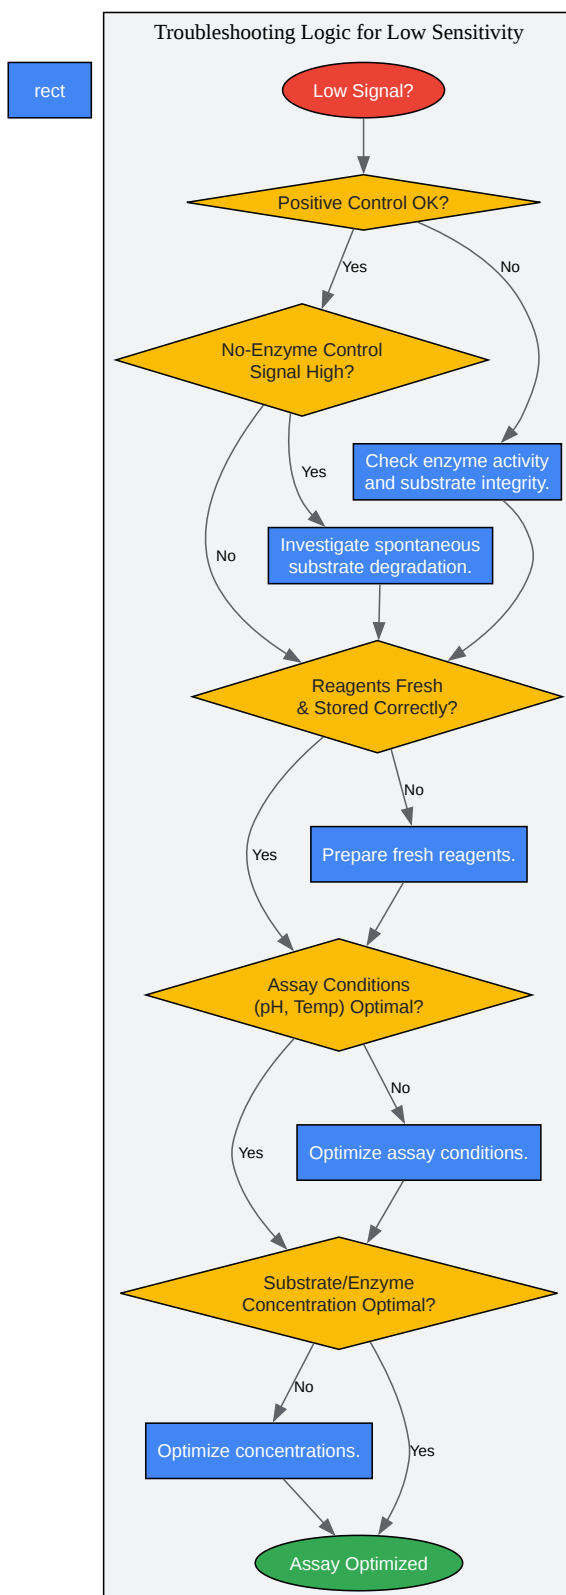 Troubleshooting Logic for Low Sensitivity
rect
Low Signal?
Positive Control OK?
Yes
No
No-Enzyme Control
Signal High?
Check enzyme activity
and substrate integrity.
Yes
No
Investigate spontaneous
substrate degradation.
Reagents Fresh
& Stored Correctly?
No
Yes
Prepare fresh reagents.
Assay Conditions
(pH, Temp) Optimal?
No
Yes
Optimize assay conditions.
Substrate/Enzyme
Concentration Optimal?
No
Yes
Optimize concentrations.
Assay Optimized